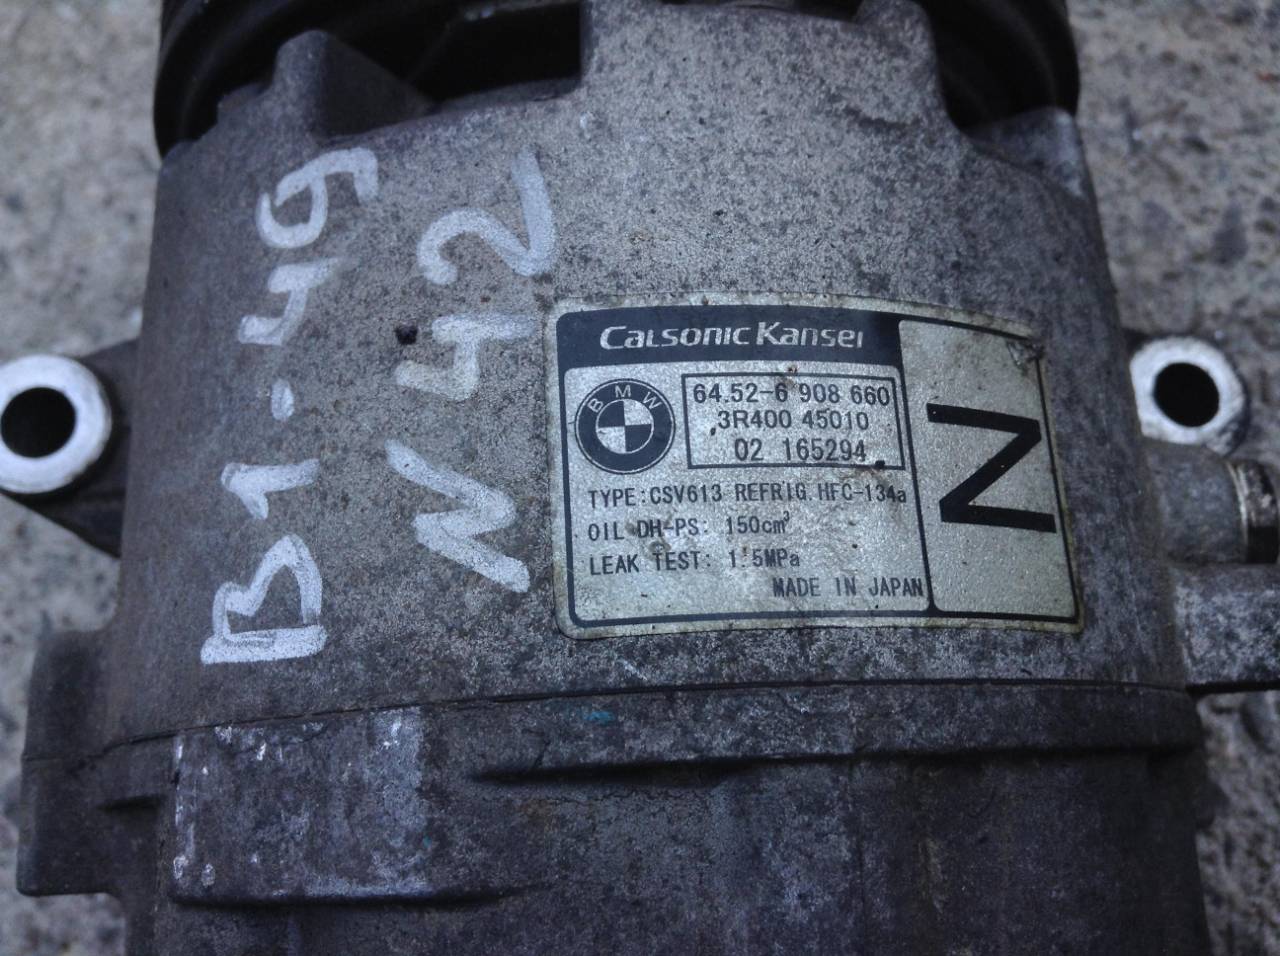 B1-49
N42
Calsonic Kansei
BMW
64.52-6 908 660
3R400 45010
02 165294
N
TYPE:CSV613 REFRIG.HFC-134a
OIL DH-PS: 150cm³
LEAK TEST: 1.5MPa
MADE IN JAPAN